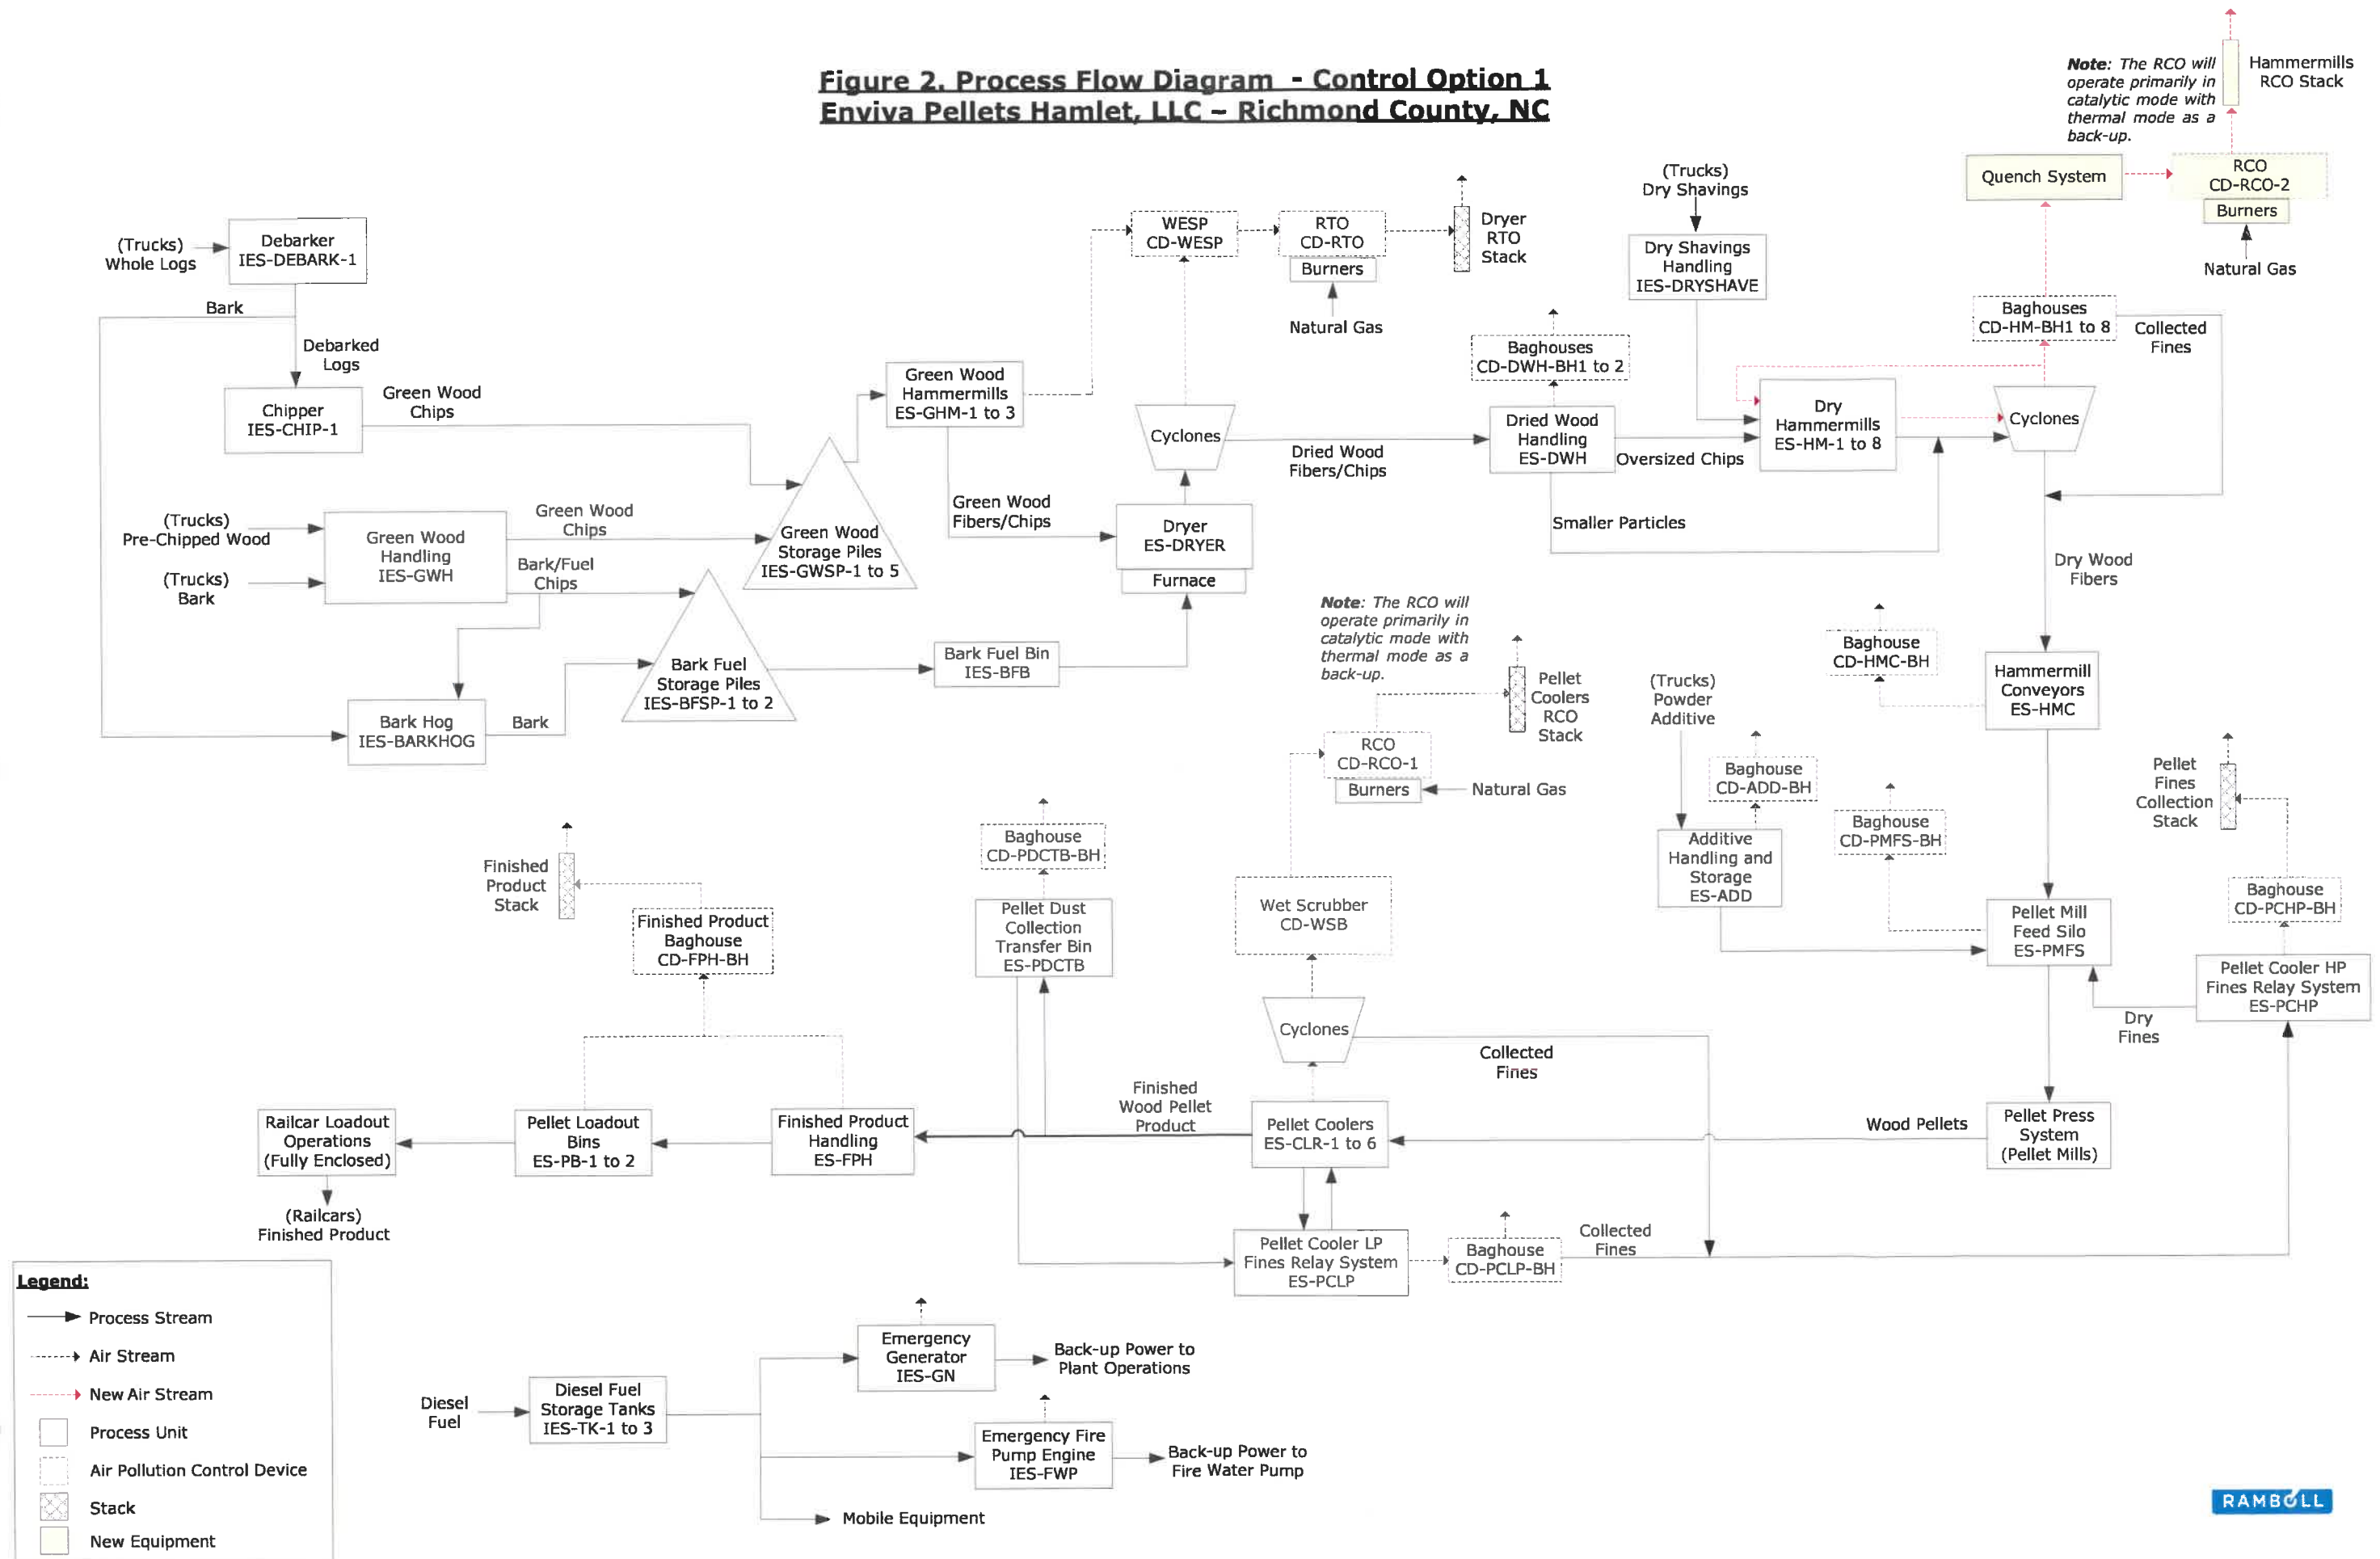 Figure 2. Process Flow Diagram - Control Option 1
Enviva Pellets Hamlet, LLC – Richmond County, NC
Note: The RCO will
operate primarily in
catalytic mode with
thermal mode as a
back-up.
Hammermills
RCO Stack
Quench System
RCO
CD-RCO-2
Burners
Natural Gas
(Trucks)
Whole Logs
Debarker
IES-DEBARK-1
Bark
Debarked
Logs
Chipper
IES-CHIP-1
Green Wood
Chips
(Trucks)
Pre-Chipped Wood
(Trucks)
Bark
Green Wood
Handling
IES-GWH
Green Wood
Chips
Bark/Fuel
Chips
Bark Hog
IES-BARKHOG
Bark
Green Wood
Storage Piles
IES-GWSP-1 to 5
Bark Fuel
Storage Piles
IES-BFSP-1 to 2
Green Wood
Hammermills
ES-GHM-1 to 3
Green Wood
Fibers/Chips
Bark Fuel Bin
IES-BFB
WESP
CD-WESP
RTO
CD-RTO
Burners
Natural Gas
Dryer
RTO
Stack
Cyclones
Dryer
ES-DRYER
Furnace
Dried Wood
Fibers/Chips
Baghouses
CD-DWH-BH1 to 2
Dried Wood
Handling
ES-DWH
Oversized Chips
Smaller Particles
(Trucks)
Dry Shavings
Dry Shavings
Handling
IES-DRYSHAVE
Dry
Hammermills
ES-HM-1 to 8
Baghouses
CD-HM-BH1 to 8
Collected
Fines
Cyclones
Dry Wood
Fibers
Baghouse
CD-HMC-BH
Hammermill
Conveyors
ES-HMC
Note: The RCO will
operate primarily in
catalytic mode with
thermal mode as a
back-up.
Pellet
Coolers
RCO
Stack
RCO
CD-RCO-1
Burners
Natural Gas
(Trucks)
Powder
Additive
Baghouse
CD-ADD-BH
Additive
Handling and
Storage
ES-ADD
Baghouse
CD-PMFS-BH
Pellet Mill
Feed Silo
ES-PMFS
Pellet
Fines
Collection
Stack
Baghouse
CD-PCHP-BH
Pellet Cooler HP
Fines Relay System
ES-PCHP
Dry
Fines
Finished
Product
Stack
Finished Product
Baghouse
CD-FPH-BH
Baghouse
CD-PDCTB-BH
Pellet Dust
Collection
Transfer Bin
ES-PDCTB
Wet Scrubber
CD-WSB
Cyclones
Collected
Fines
Railcar Loadout
Operations
(Fully Enclosed)
(Railcars)
Finished Product
Pellet Loadout
Bins
ES-PB-1 to 2
Finished Product
Handling
ES-FPH
Finished
Wood Pellet
Product
Pellet Coolers
ES-CLR-1 to 6
Wood Pellets
Pellet Press
System
(Pellet Mills)
Pellet Cooler LP
Fines Relay System
ES-PCLP
Baghouse
CD-PCLP-BH
Collected
Fines
Legend:
Process Stream
Air Stream
New Air Stream
Process Unit
Air Pollution Control Device
Stack
New Equipment
Diesel
Fuel
Diesel Fuel
Storage Tanks
IES-TK-1 to 3
Emergency
Generator
IES-GN
Back-up Power to
Plant Operations
Emergency Fire
Pump Engine
IES-FWP
Back-up Power to
Fire Water Pump
Mobile Equipment
RAMBOLL